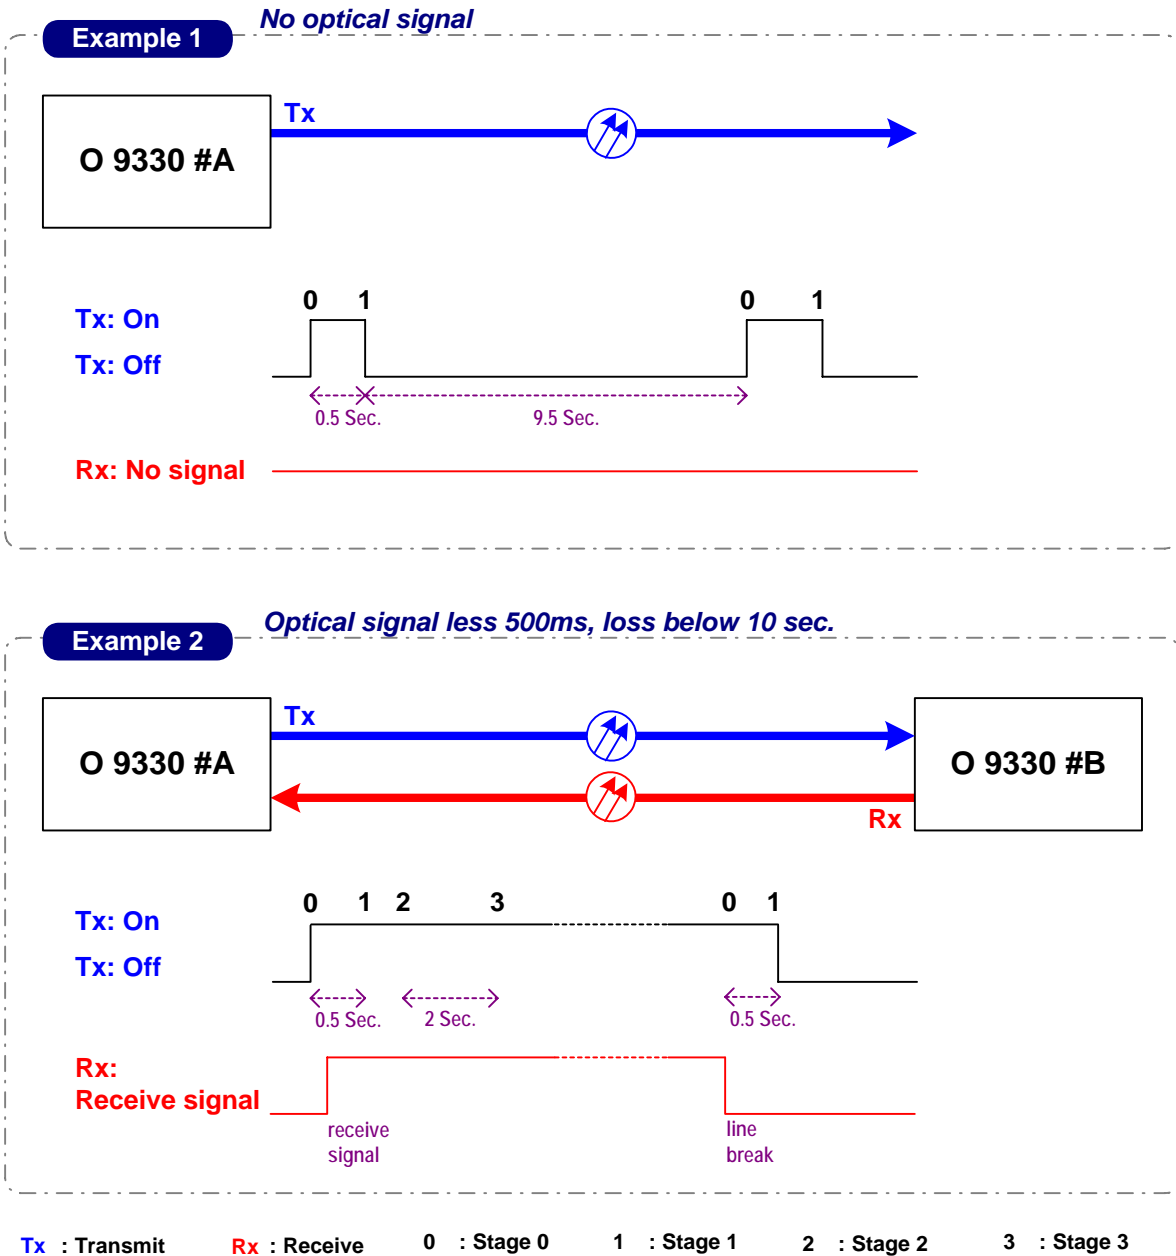 Example 1
No optical signal
O 9330 #A
Tx
0 1 0 1
Tx: On
Tx: Off
0.5 Sec. 9.5 Sec.
Rx: No signal
Example 2
Optical signal less 500ms, loss below 10 sec.
O 9330 #A
Tx
O 9330 #B
Rx
0 1 2 3 0 1
Tx: On
Tx: Off
0.5 Sec. 2 Sec. 0.5 Sec.
Rx:
Receive signal
receive
signal
line
break
Tx : Transmit Rx : Receive 0 : Stage 0 1 : Stage 1 2 : Stage 2 3 : Stage 3